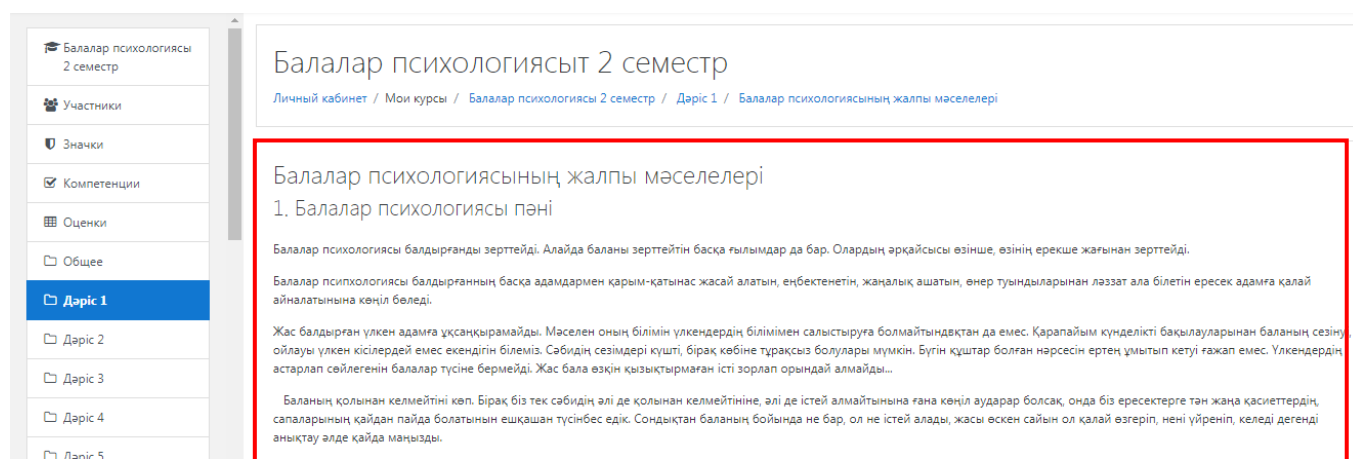 Балалар психологиясы
2 семестр
Участники
Значки
Компетенции
Оценки
Общее
Дәріс 1
Дәріс 2
Дәріс 3
Дәріс 4
Дәріс 5
Балалар психологиясыт 2 семестр
Личный кабинет / Мои курсы / Балалар психологиясы 2 семестр / Дәріс 1 / Балалар психологиясының жалпы мәселелері
Балалар психологиясының жалпы мәселелері
1. Балалар психологиясы пәні
Балалар психологиясы балдырғанды зерттейді. Алайда баланы зерттейтін басқа ғылымдар да бар. Олардың әрқайсысы өзінше, өзінің ерекше жағынан зерттейді.
Балалар псипхологиясы балдырғанның басқа адамдармен қарым-қатынас жасай алатын, еңбектенетін, жаңалық ашатын, өнер туындыларынан ләззат ала білетін ересек адамға қалай
айналатынына көңіл бөледі.
Жас балдырған үлкен адамға ұқсаңқырамайды. Мәселен оның білімін үлкендердің білімімен салыстыруға болмайтындвқтан да емес. Қарапайым күнделікті бақылауларынан баланың сезіну,
ойлауы үлкен кісілердей емес екендігін білеміз. Сәбидің сезімдері күшті, бірақ көбіне тұрақсыз болулары мүмкін. Бүгін құштар болған нәрсесін ертең ұмытып кетуі ғажап емес. Үлкендердің
астарлап сөйлегенін балалар түсіне бермейді. Жас бала өзкін қызықтырмаған істі зорлап орындай алмайды...
Баланың қолынан келмейтіні көп. Бірақ біз тек сәбидің әлі де қолынан келмейтініне, әлі де істей алмайтынына ғана көңіл аударар болсақ, онда біз ересектерге тән жаңа қасиеттердің,
сапаларының қайдан пайда болатынын ешқашан түсінбес едік. Сондықтан баланың бойында не бар, ол не істей алады, жасы өскен сайын ол қалай өзгеріп, нені үйреніп, келеді дегенді
анықтау әлде қайда маңызды.